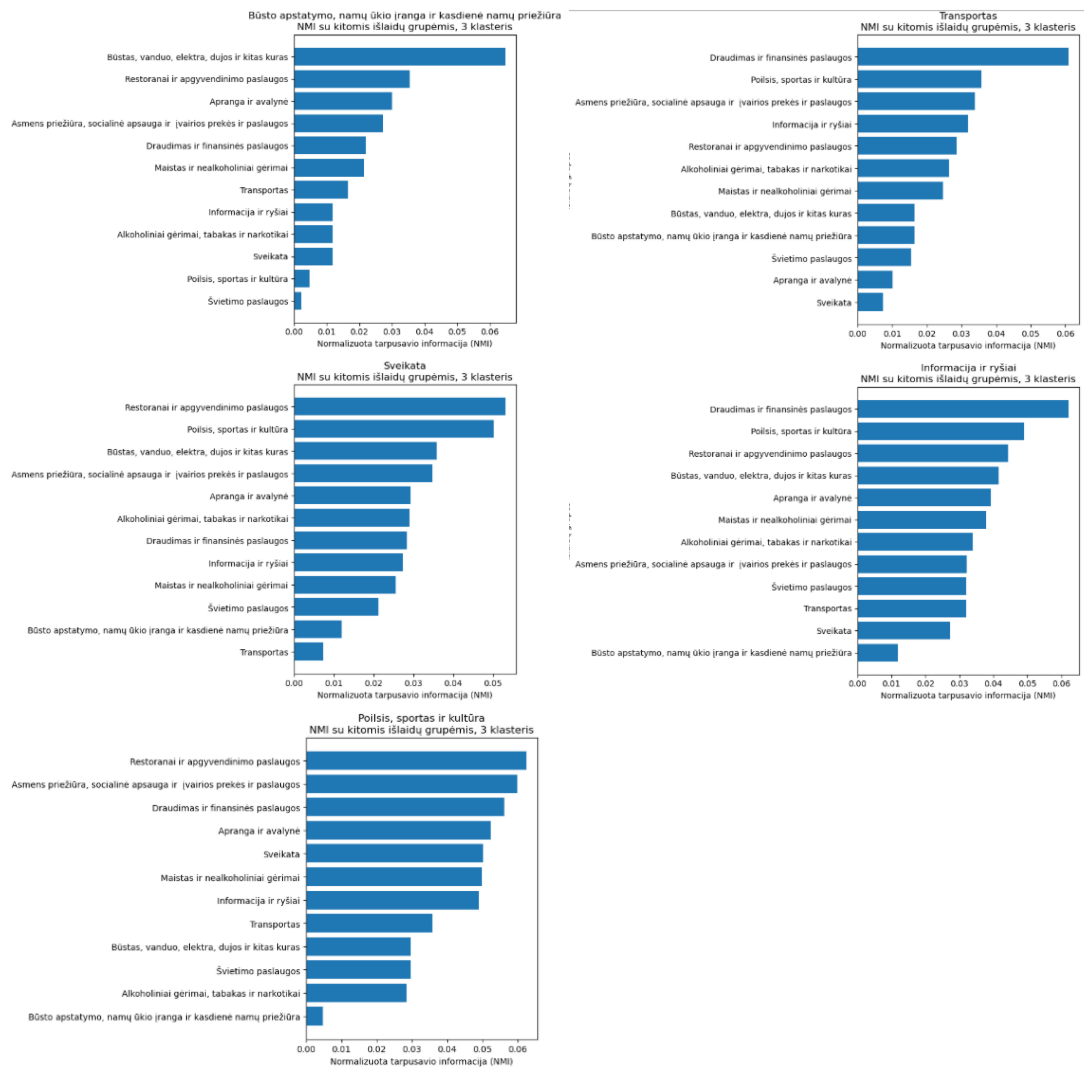 Būsto apstatymo, namų ūkio įranga ir kasdienė namų priežiūra
NMI su kitomis išlaidų grupėmis, 3 klasteris
Būstas, vanduo, elektra, dujos ir kitas kuras
Restoranai ir apgyvendinimo paslaugos
Apranga ir avalynė
Asmens priežiūra, socialinė apsauga ir  įvairios prekės ir paslaugos
Draudimas ir finansinės paslaugos
Maistas ir nealkoholiniai gėrimai
Transportas
Informacija ir ryšiai
Alkoholiniai gėrimai, tabakas ir narkotikai
Sveikata
Poilsis, sportas ir kultūra
Švietimo paslaugos
0.00 0.01 0.02 0.03 0.04 0.05 0.06
Normalizuota tarpusavio informacija (NMI)
Transportas
NMI su kitomis išlaidų grupėmis, 3 klasteris
Draudimas ir finansinės paslaugos
Poilsis, sportas ir kultūra
Asmens priežiūra, socialinė apsauga ir  įvairios prekės ir paslaugos
Informacija ir ryšiai
Restoranai ir apgyvendinimo paslaugos
Alkoholiniai gėrimai, tabakas ir narkotikai
Maistas ir nealkoholiniai gėrimai
Būstas, vanduo, elektra, dujos ir kitas kuras
Būsto apstatymo, namų ūkio įranga ir kasdienė namų priežiūra
Švietimo paslaugos
Apranga ir avalynė
Sveikata
0.00 0.01 0.02 0.03 0.04 0.05 0.06
Normalizuota tarpusavio informacija (NMI)
Sveikata
NMI su kitomis išlaidų grupėmis, 3 klasteris
Restoranai ir apgyvendinimo paslaugos
Poilsis, sportas ir kultūra
Būstas, vanduo, elektra, dujos ir kitas kuras
Asmens priežiūra, socialinė apsauga ir  įvairios prekės ir paslaugos
Apranga ir avalynė
Alkoholiniai gėrimai, tabakas ir narkotikai
Draudimas ir finansinės paslaugos
Informacija ir ryšiai
Maistas ir nealkoholiniai gėrimai
Švietimo paslaugos
Būsto apstatymo, namų ūkio įranga ir kasdienė namų priežiūra
Transportas
0.00 0.01 0.02 0.03 0.04 0.05
Normalizuota tarpusavio informacija (NMI)
Informacija ir ryšiai
NMI su kitomis išlaidų grupėmis, 3 klasteris
Draudimas ir finansinės paslaugos
Poilsis, sportas ir kultūra
Restoranai ir apgyvendinimo paslaugos
Būstas, vanduo, elektra, dujos ir kitas kuras
Apranga ir avalynė
Maistas ir nealkoholiniai gėrimai
Alkoholiniai gėrimai, tabakas ir narkotikai
Asmens priežiūra, socialinė apsauga ir  įvairios prekės ir paslaugos
Švietimo paslaugos
Transportas
Sveikata
Būsto apstatymo, namų ūkio įranga ir kasdienė namų priežiūra
0.00 0.01 0.02 0.03 0.04 0.05 0.06
Normalizuota tarpusavio informacija (NMI)
Poilsis, sportas ir kultūra
NMI su kitomis išlaidų grupėmis, 3 klasteris
Restoranai ir apgyvendinimo paslaugos
Asmens priežiūra, socialinė apsauga ir  įvairios prekės ir paslaugos
Draudimas ir finansinės paslaugos
Apranga ir avalynė
Sveikata
Maistas ir nealkoholiniai gėrimai
Informacija ir ryšiai
Transportas
Būstas, vanduo, elektra, dujos ir kitas kuras
Švietimo paslaugos
Alkoholiniai gėrimai, tabakas ir narkotikai
Būsto apstatymo, namų ūkio įranga ir kasdienė namų priežiūra
0.00 0.01 0.02 0.03 0.04 0.05 0.06
Normalizuota tarpusavio informacija (NMI)